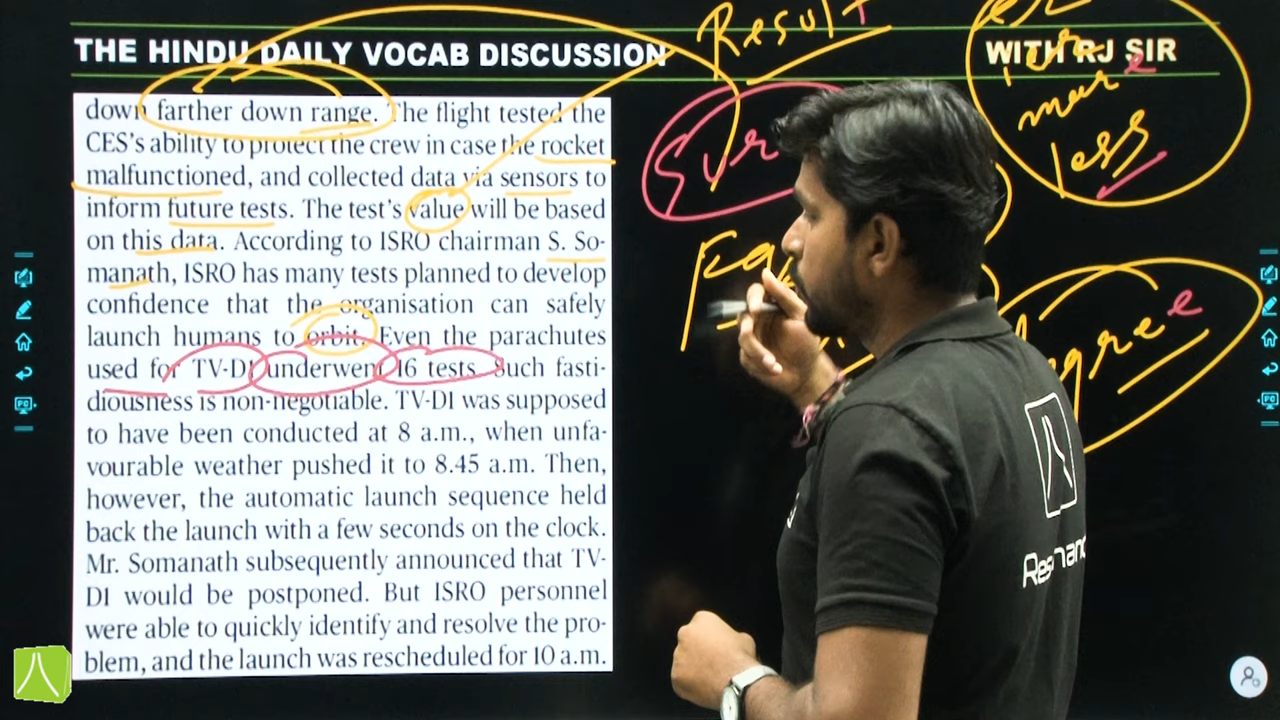 THE HINDU DAILY VOCAB DISCUSSION
WITH RJ SIR
down farther down range. The flight tested the
CES's ability to protect the crew in case the rocket
malfunctioned, and collected data via sensors to
inform future tests. The test's value will be based
on this data. According to ISRO chairman S. So-
manath, ISRO has many tests planned to develop
confidence that the organisation can safely
launch humans to orbit. Even the parachutes
used for TV-D1 underwent 16 tests. Such fasti-
diousness is non-negotiable. TV-D1 was supposed
to have been conducted at 8 a.m., when unfa-
vourable weather pushed it to 8.45 a.m. Then,
however, the automatic launch sequence held
back the launch with a few seconds on the clock.
Mr. Somanath subsequently announced that TV-
D1 would be postponed. But ISRO personnel
were able to quickly identify and resolve the pro-
blem, and the launch was rescheduled for 10 a.m.
Result
er
more
less
PC
PC